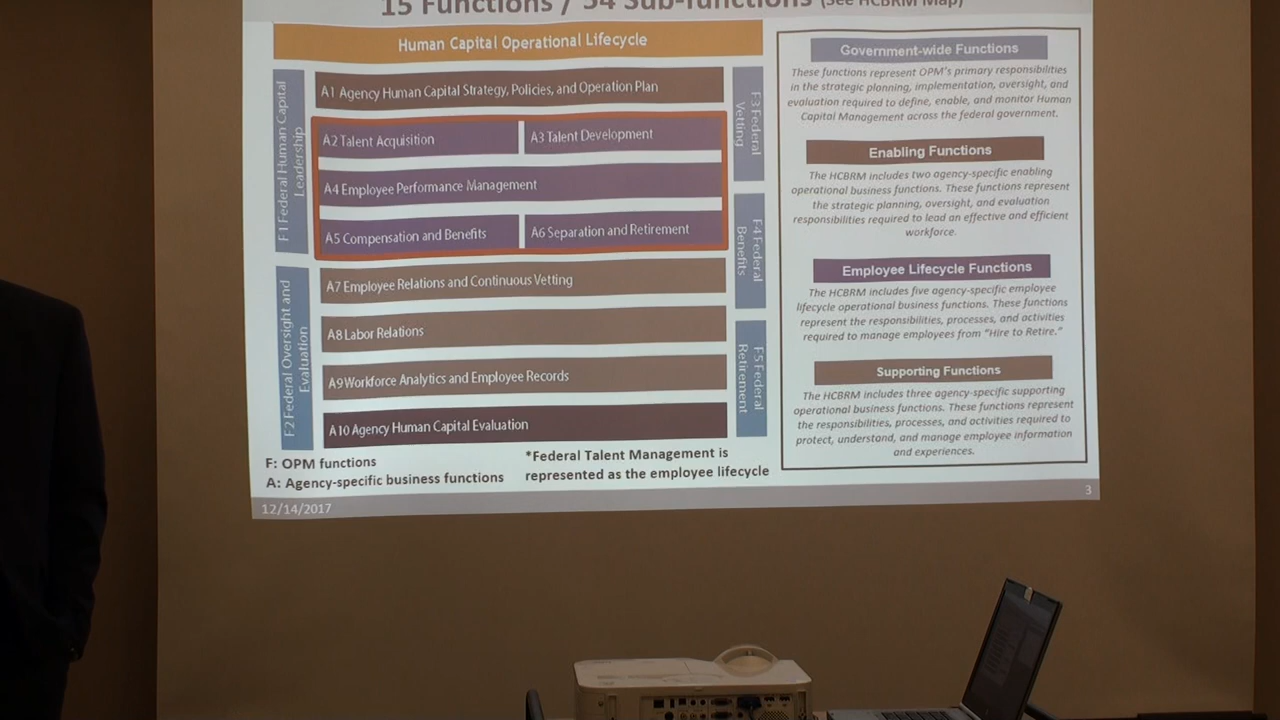 15 Functions / 54 Sub-functions (See HCBRM Map)
Human Capital Operational Lifecycle
F1 Federal Human Capital
Leadership
F2 Federal Oversight and
Evaluation
A1 Agency Human Capital Strategy, Policies, and Operation Plan
A2 Talent Acquisition
A3 Talent Development
A4 Employee Performance Management
A5 Compensation and Benefits
A6 Separation and Retirement
A7 Employee Relations and Continuous Vetting
A8 Labor Relations
A9 Workforce Analytics and Employee Records
A10 Agency Human Capital Evaluation
F3 Federal
Vetting
F4 Federal
Benefits
F5 Federal
Retirement
F: OPM functions
A: Agency-specific business functions
*Federal Talent Management is
represented as the employee lifecycle
Government-wide Functions
These functions represent OPM's primary responsibilities
in the strategic planning, implementation, oversight, and
evaluation required to define, enable, and monitor Human
Capital Management across the federal government.
Enabling Functions
The HCBRM includes two agency-specific enabling
operational business functions. These functions represent
the strategic planning, oversight, and evaluation
responsibilities required to lead an effective and efficient
workforce.
Employee Lifecycle Functions
The HCBRM includes five agency-specific employee
lifecycle operational business functions. These functions
represent the responsibilities, processes, and activities
required to manage employees from "Hire to Retire."
Supporting Functions
The HCBRM includes three agency-specific supporting
operational business functions. These functions represent
the responsibilities, processes, and activities required to
protect, understand, and manage employee information
and experiences.
12/14/2017
3